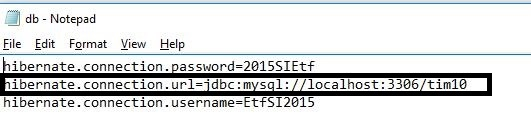 db - Notepad
File Edit Format View Help
hibernate.connection.password=2015SIEtf
hibernate.connection.url=jdbc:mysql://localhost:3306/tim10
hibernate.connection.username=EtfSI2015